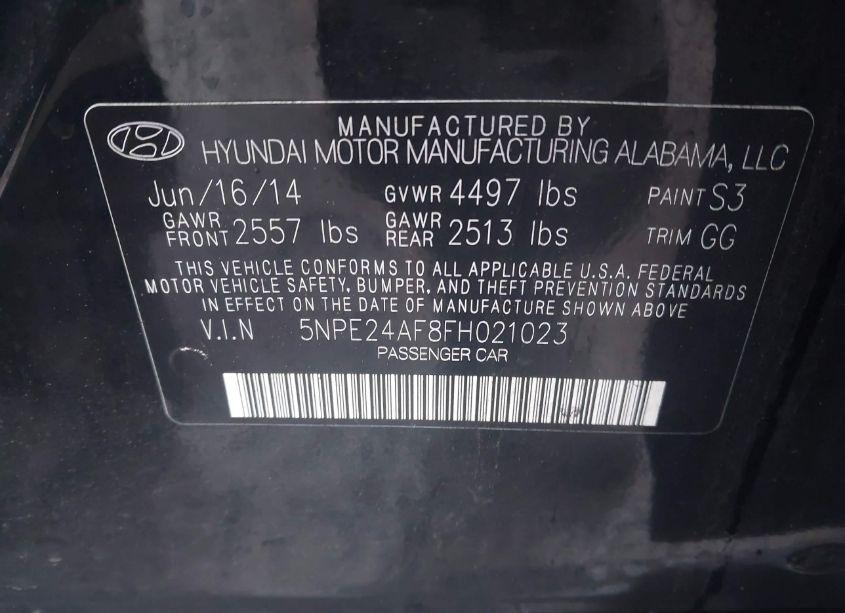 MANUFACTURED BY
HYUNDAI MOTOR MANUFACTURING ALABAMA, LLC
Jun/16/14 GVWR 4497 lbs PAINT S3
GAWR FRONT 2557 lbs GAWR REAR 2513 lbs TRIM GG
THIS VEHICLE CONFORMS TO ALL APPLICABLE U.S.A. FEDERAL
MOTOR VEHICLE SAFETY, BUMPER, AND THEFT PREVENTION STANDARDS
IN EFFECT ON THE DATE OF MANUFACTURE SHOWN ABOVE
V.I.N 5NPE24AF8FH021023
PASSENGER CAR